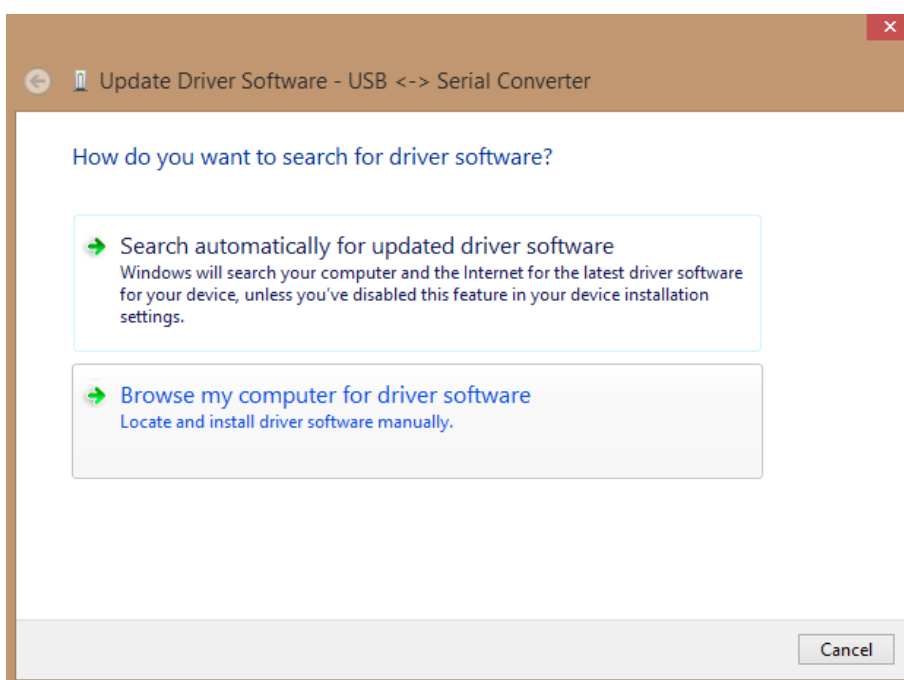 Update Driver Software - USB <-> Serial Converter
How do you want to search for driver software?
Search automatically for updated driver software
Windows will search your computer and the Internet for the latest driver software
for your device, unless you've disabled this feature in your device installation
settings.
Browse my computer for driver software
Locate and install driver software manually.
Cancel